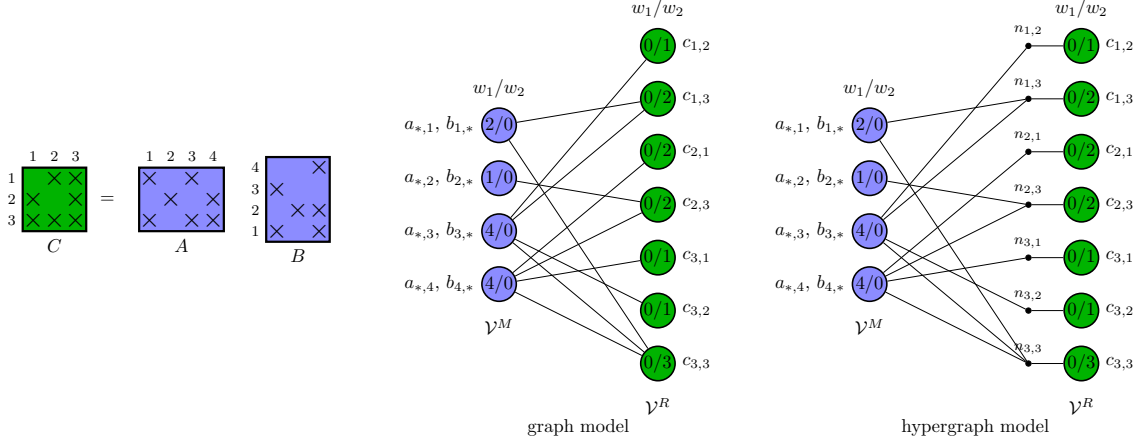 1 2 3
1
2
3
C
=
1 2 3 4
A
4
3
2
1
B
w₁/w₂
a∗,1, b1,∗
2/0
a∗,2, b2,∗
1/0
a∗,3, b3,∗
4/0
a∗,4, b4,∗
4/0
𝒱ᴹ
w₁/w₂
0/1 c1,2
0/2 c1,3
0/2 c2,1
0/2 c2,3
0/1 c3,1
0/1 c3,2
0/3 c3,3
𝒱ᴿ
graph model
w₁/w₂
a∗,1, b1,∗
2/0
a∗,2, b2,∗
1/0
a∗,3, b3,∗
4/0
a∗,4, b4,∗
4/0
𝒱ᴹ
w₁/w₂
n1,2 0/1 c1,2
n1,3 0/2 c1,3
n2,1 0/2 c2,1
n2,3 0/2 c2,3
n3,1 0/1 c3,1
n3,2 0/1 c3,2
n3,3 0/3 c3,3
𝒱ᴿ
hypergraph model